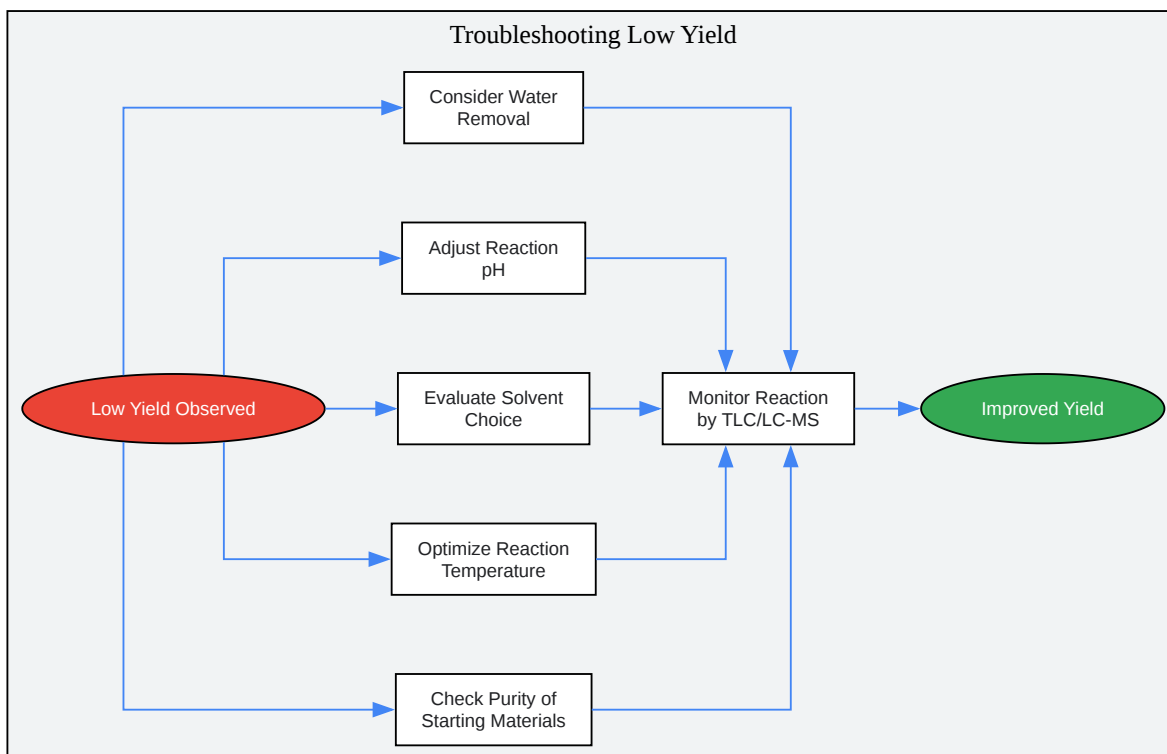 Troubleshooting Low Yield
Consider Water
Removal
Adjust Reaction
pH
Low Yield Observed
Evaluate Solvent
Choice
Monitor Reaction
by TLC/LC-MS
Improved Yield
Optimize Reaction
Temperature
Check Purity of
Starting Materials